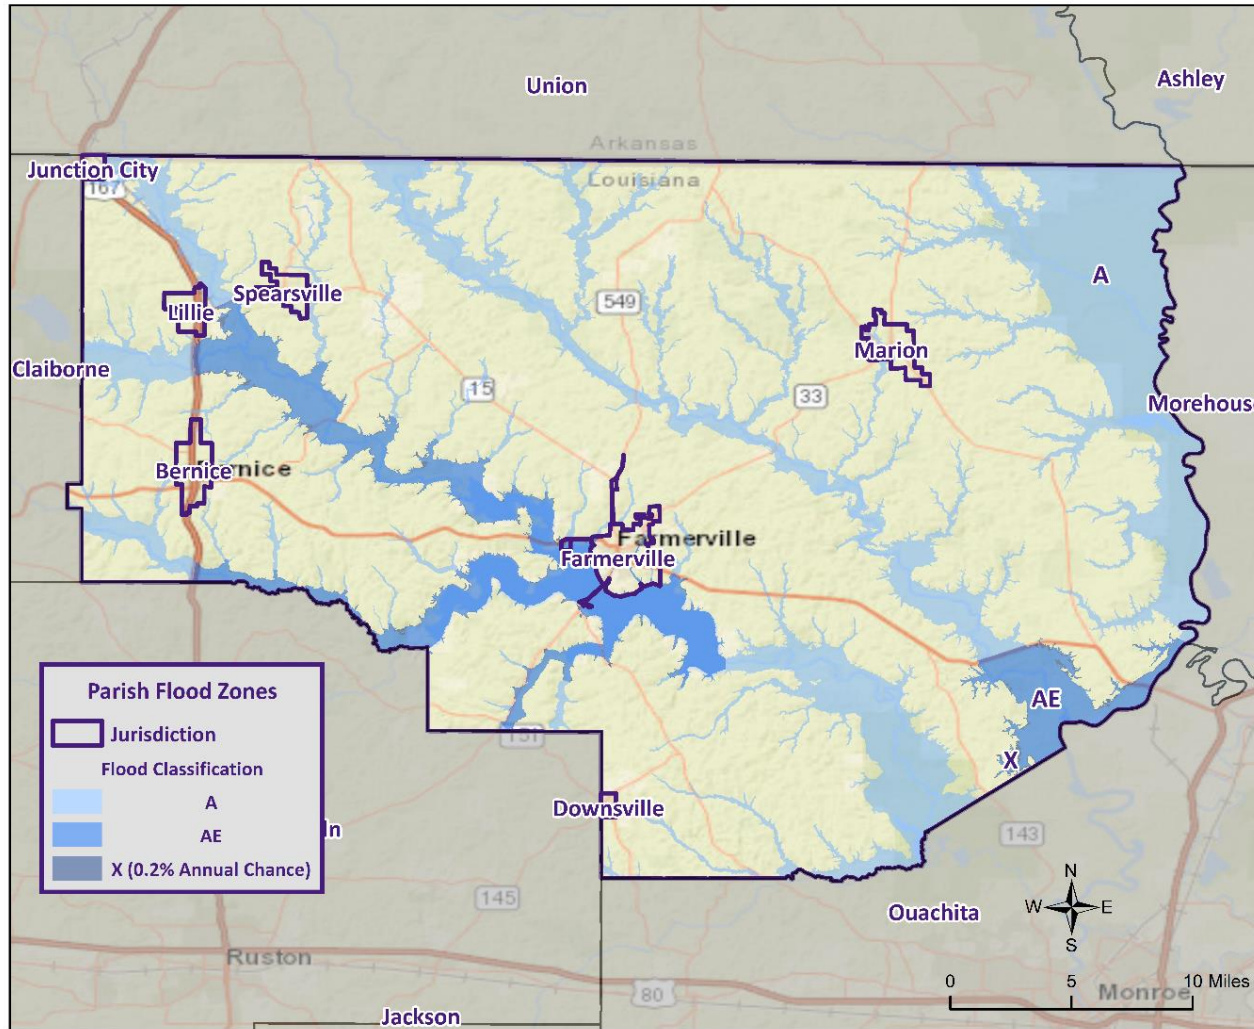 Union
Ashley
Arkansas
Louisiana
Junction City
167
A
Spearsville
Lillie
549
Marion
Claiborne
15
33
Morehouse
Bernice
Farmerville
Farmerville
AE
X
151
Downsville
143
Parish Flood Zones
Jurisdiction
Flood Classification
A
AE
X (0.2% Annual Chance)
ln
145
Ouachita
N
W E
S
Ruston
0 5 10 Miles
80
Monroe
Jackson